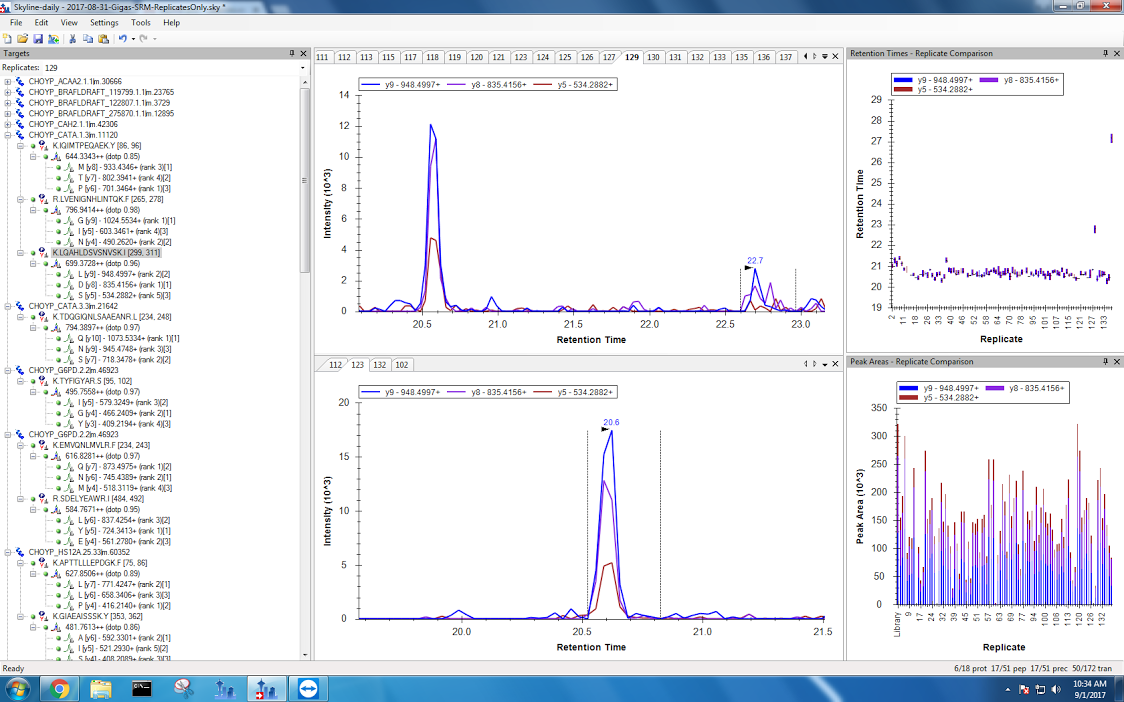 Skyline-daily - 2017-08-31-Gigas-SRM-ReplicatesOnly.sky *
File Edit View Settings Tools Help
Targets
Replicates: 129
CHOYP_ACAA2.1.1|m.30666
CHOYP_BRAFLDRAFT_119799.1.1|m.23765
CHOYP_BRAFLDRAFT_122807.1.1|m.3729
CHOYP_BRAFLDRAFT_275870.1.1|m.12895
CHOYP_CAH2.1.1|m.42306
CHOYP_CATA.1.3|m.11120
K.IQIMTPEQAEK.Y [86, 96]
644.3343++ (dotp 0.85)
M [y8] - 933.4346+ (rank 3)[1]
T [y7] - 802.3941+ (rank 4)[2]
P [y6] - 701.3464+ (rank 1)[3]
R.LVENIGNHLINTQK.F [265, 278]
796.9414++ (dotp 0.98)
G [y9] - 1024.5534+ (rank 1)[1]
I [y5] - 603.3461+ (rank 4)[3]
N [y4] - 490.2620+ (rank 2)[2]
K.LQAHLDSVSNVSK.I [299, 311]
699.3728++ (dotp 0.96)
L [y9] - 948.4997+ (rank 2)[2]
D [y8] - 835.4156+ (rank 1)[1]
S [y5] - 534.2882+ (rank 5)[3]
CHOYP_CATA.3.3|m.21642
K.TDQGIQNLSAAEANR.L [234, 248]
794.3897++ (dotp 0.97)
Q [y10] - 1073.5334+ (rank 1)[1]
N [y9] - 945.4748+ (rank 3)[3]
S [y7] - 718.3478+ (rank 2)[2]
CHOYP_G6PD.2.2|m.46923
K.TYFIGYAR.S [95, 102]
495.7558++ (dotp 0.97)
I [y5] - 579.3249+ (rank 3)[2]
G [y4] - 466.2409+ (rank 2)[1]
Y [y3] - 409.2194+ (rank 4)[3]
CHOYP_G6PD.2.2|m.46923
K.EMVQNLMVLR.F [234, 243]
616.8281++ (dotp 0.97)
Q [y7] - 873.4975+ (rank 1)[2]
N [y6] - 745.4389+ (rank 2)[1]
M [y4] - 518.3119+ (rank 4)[3]
R.SDELYEAWR.I [484, 492]
584.7671++ (dotp 0.95)
L [y6] - 837.4254+ (rank 3)[2]
Y [y5] - 724.3413+ (rank 1)[1]
E [y4] - 561.2780+ (rank 2)[3]
CHOYP_HS12A.25.33|m.60352
K.APTTLLLEPDGK.F [75, 86]
627.8506++ (dotp 0.89)
L [y7] - 771.4247+ (rank 2)[1]
L [y6] - 658.3406+ (rank 3)[3]
P [y4] - 416.2140+ (rank 1)[2]
K.GIAEAISSSK.Y [353, 362]
481.7613++ (dotp 0.86)
A [y6] - 592.3301+ (rank 2)[1]
I [y5] - 521.2930+ (rank 5)[2]
S [y4] - 408.2089+ (rank 3)[3]
111 112 113 115 117 118 119 120 121 122 125 126 127 129 130 131 132 133 135 136 137
y9 - 948.4997+ y8 - 835.4156+ y5 - 534.2882+
14
12
10
8
6
4
2
0
Intensity (10^3)
22.7
20.5 21.0 21.5 22.0 22.5 23.0
Retention Time
112 123 132 102
y9 - 948.4997+ y8 - 835.4156+ y5 - 534.2882+
20
15
10
5
0
Intensity (10^3)
20.6
20.0 20.5 21.0 21.5
Retention Time
Retention Times - Replicate Comparison
y9 - 948.4997+ y8 - 835.4156+
y5 - 534.2882+
29
28
27
26
25
24
23
22
21
20
19
Retention Time
2 11 18 26 33 40 46 52 58 64 70 78 95 101 107 115 121 127 133
Replicate
Peak Areas - Replicate Comparison
y9 - 948.4997+ y8 - 835.4156+
y5 - 534.2882+
350
300
250
200
150
100
50
0
Peak Area (10^3)
Library 9 17 24 32 39 45 51 57 63 69 77 94 100 106 113 120 126 132
Replicate
Ready
6/18 prot 17/51 pep 17/51 prec 50/172 tran
10:34 AM
9/1/2017